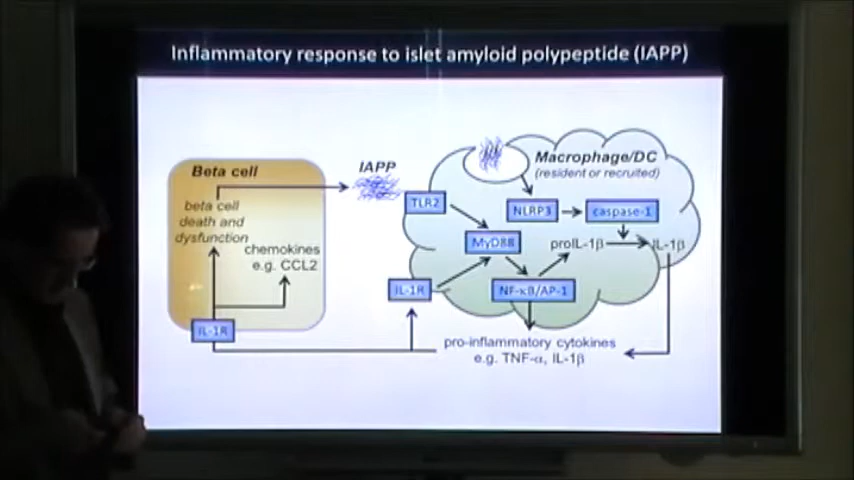 Inflammatory response to islet amyloid polypeptide (IAPP)
Beta cell
beta cell
death and
dysfunction
chemokines
e.g. CCL2
IL-1R
IAPP
Macrophage/DC
(resident or recruited)
TLR2
NLRP3
caspase-1
MyD88
proIL-1β
IL-1β
IL-1R
NF-κB/AP-1
pro-inflammatory cytokines
e.g. TNF-α, IL-1β